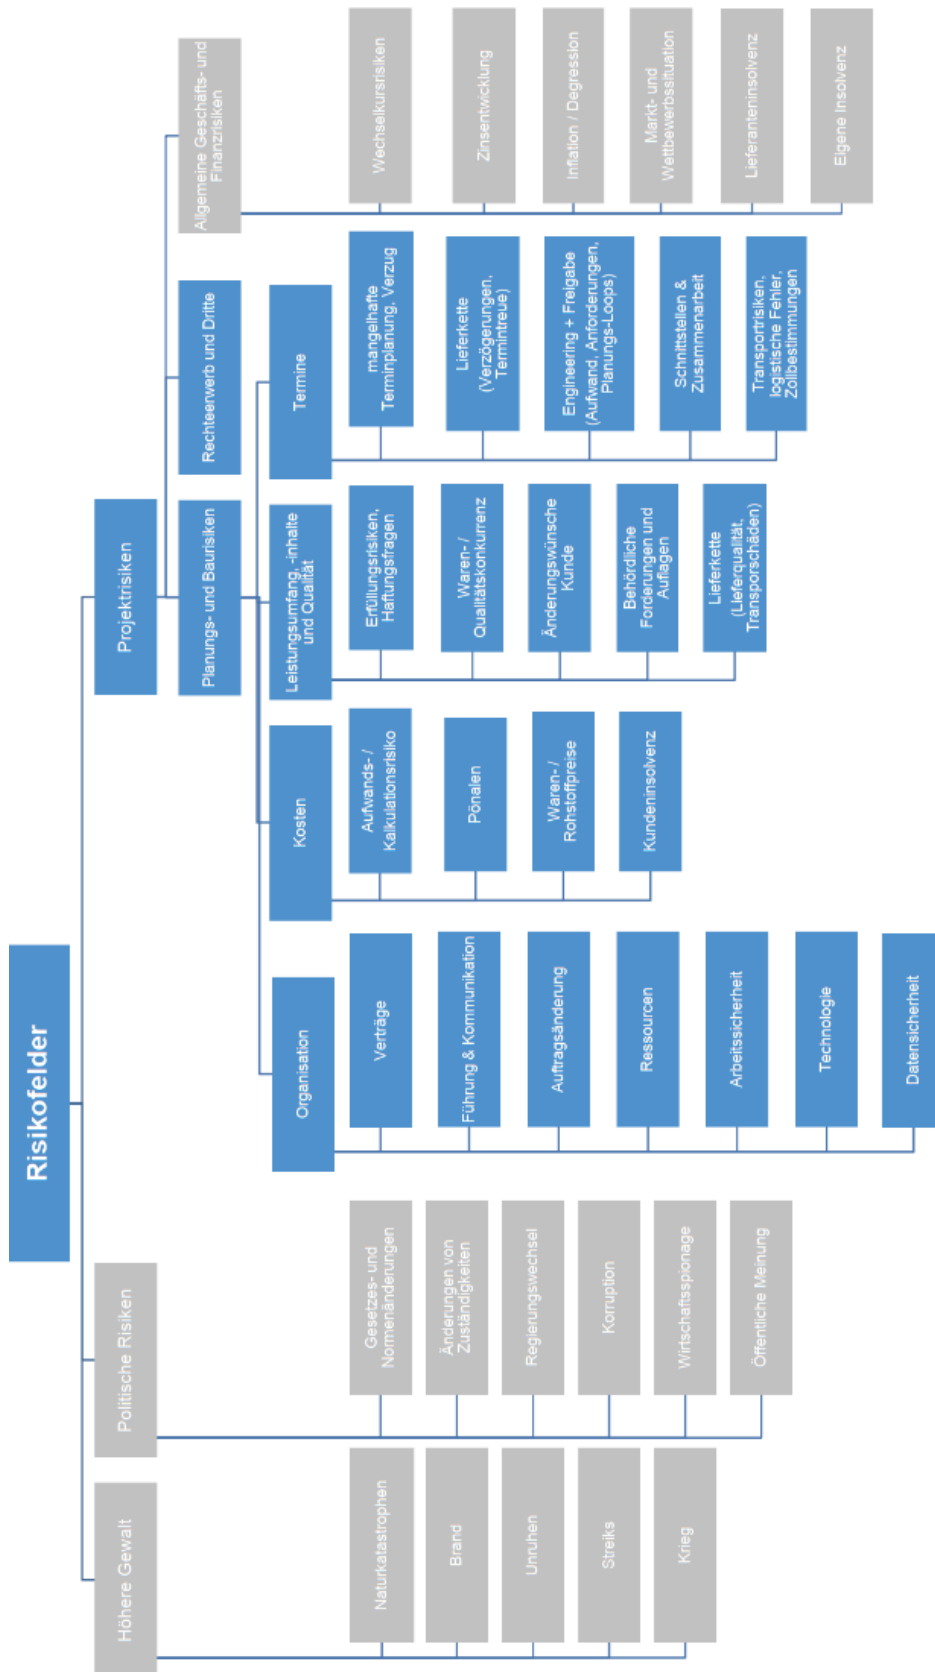 Risikofelder
Höhere Gewalt
Naturkatastrophen
Brand
Unruhen
Streiks
Krieg
Politische Risiken
Gesetzes- und
Normenänderungen
Änderungen von
Zuständigkeiten
Regierungswechsel
Korruption
Wirtschaftsspionage
Öffentliche Meinung
Projektrisiken
Planungs- und Baurisiken
Organisation
Verträge
Führung & Kommunikation
Auftragsänderung
Ressourcen
Arbeitssicherheit
Technologie
Datensicherheit
Kosten
Aufwands- /
Kalkulationsrisiko
Pönalen
Waren- /
Rohstoffpreise
Kundeninsolvenz
Leistungsumfang, -inhalte
und Qualität
Erfüllungsrisiken,
Haftungsfragen
Waren- /
Qualitätskonkurrenz
Änderungswünsche
Kunde
Behördliche
Forderungen und
Auflagen
Lieferkette
(Lieferqualität,
Transporschäden)
Termine
mangelhafte
Terminplanung, Verzug
Lieferkette
(Verzögerungen,
Termintreue)
Engineering + Freigabe
(Aufwand, Anforderungen,
Planungs-Loops)
Schnittstellen &
Zusammenarbeit
Transportrisiken,
logistische Fehler,
Zollbestimmungen
Rechteerwerb und Dritte
Allgemeine Geschäfts- und
Finanzrisiken
Wechselkursrisiken
Zinsentwicklung
Inflation / Degression
Markt- und
Wettbewerbssituation
Lieferanteninsolvenz
Eigene Insolvenz